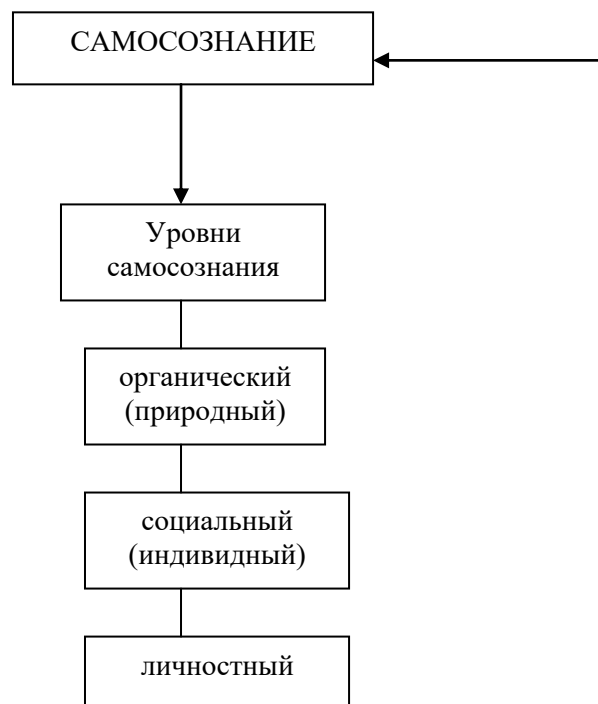 САМОСОЗНАНИЕ
Уровни
самосознания
органический
(природный)
социальный
(индивидный)
личностный